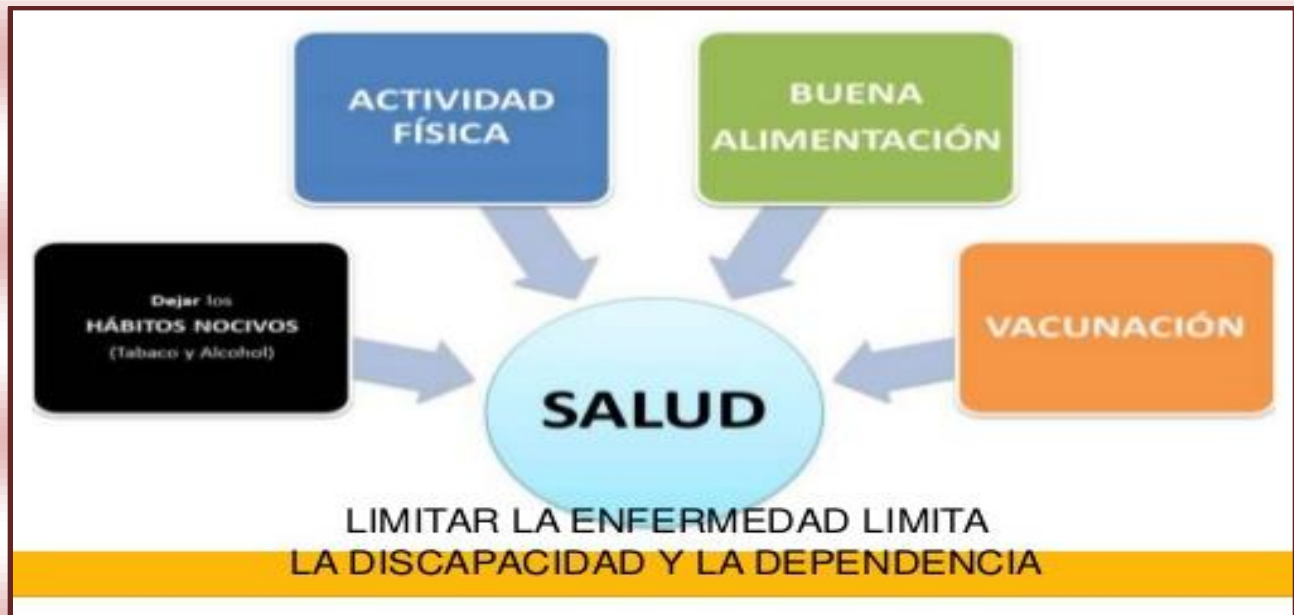 ACTIVIDAD
FÍSICA
BUENA
ALIMENTACIÓN
Dejar los
HÁBITOS NOCIVOS
(Tabaco y Alcohol)
VACUNACIÓN
SALUD
LIMITAR LA ENFERMEDAD LIMITA
LA DISCAPACIDAD Y LA DEPENDENCIA